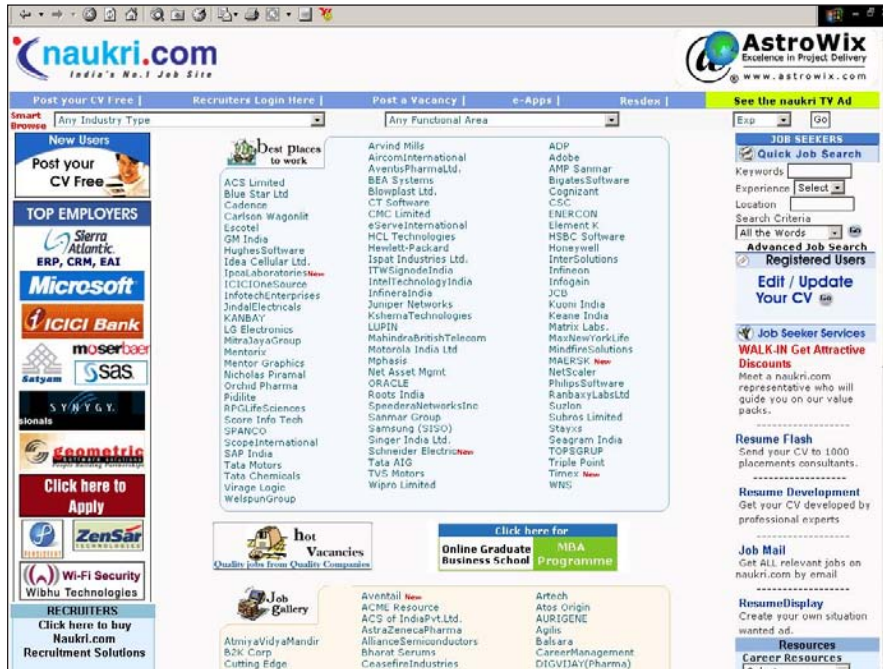 naukri.com
India's No.1 Job Site
AstroWix
Excelence in Project Delivery
www.astrowix.com
Post your CV Free | Recruiters Login Here | Post a Vacancy | e-Apps | Resdex | See the naukri TV Ad
Smart Browse Any Industry Type Any Functional Area Exp Go
New Users
Post your
CV Free
TOP EMPLOYERS
Sierra
Atlantic.
ERP, CRM, EAI
Microsoft
ICICI Bank
moserbaer
Satyam
SSAS.
SYNYGY.
sionals
geometric
Software solutions
People Building Partnerships
Click here to
Apply
PERSISTENT
ZenSar
TECHNOLOGIES
Wi-Fi Security
Wibhu Technologies
RECRUITERS
Click here to buy
Naukri.com
Recruitment Solutions
Best Places
to work
ACS Limited
Blue Star Ltd
Cadence
Carlson Wagonlit
Escotel
GM India
HughesSoftware
Idea Cellular Ltd.
IpcaLaboratories New
ICICIOneSource
InfotechEnterprises
JindalElectricals
KANBAY
LG Electronics
MitraJayaGroup
Mentorix
Mentor Graphics
Nicholas Piramal
Orchid Pharma
Pidilite
RPGLifeSciences
Score Info Tech
SPANCO
ScopeInternational
SAP India
Tata Motors
Tata Chemicals
Virage Logic
WelspunGroup
Arvind Mills
AircomInternational
AventisPharmaLtd.
BEA Systems
Blowplast Ltd.
CT Software
CMC Limited
eServeInternational
HCL Technologies
Hewlett-Packard
Ispat Industries Ltd.
ITWSignodeIndia
IntelTechnologyIndia
InfineraIndia
Juniper Networks
KshemaTechnologies
LUPIN
MahindraBritishTelecom
Motorola India Ltd
Mphasis
Net Asset Mgmt
ORACLE
Roots India
SpederaNetworksInc
Sanmar Group
Samsung (SISO)
Singer India Ltd.
Schneider Electric New
Tata AIG
TVS Motors
Wipro Limited
ADP
Adobe
AMP Sanmar
BigatesSoftware
Cognizant
CSC
ENERCON
Element K
HSBC Software
Honeywell
InterSolutions
Infineon
Infogain
JCB
Kuoni India
Keane India
Matrix Labs.
MaxNewYorkLife
MindfireSolutions
MAERSK New
NetScaler
PhilipsSoftware
RanbaxyLabsLtd
Suzlon
Subros Limited
Stayxs
Seagram India
TOPSGRUP
Triple Point
Timex New
WNS
hot
Vacancies
Quality jobs from Quality Companies
Click here for
Online Graduate
Business School
MBA
Programme
Job
gallery
AtmiyaVidyaMandir
B2K Corp
Cutting Edge
Aventail New
ACME Resource
ACS of IndiaPvt.Ltd.
AstraZenecaPharma
AllianceSemiconductors
Bharat Serums
CeasefireIndustries
Artech
Atos Origin
AURIGENE
Agilis
Balsara
CareerManagement
DIGVIJAY(Pharma)
JOB SEEKERS
Quick Job Search
Keywords
Experience Select
Location
Search Criteria
All the Words Go
Advanced Job Search
Registered Users
Edit / Update
Your CV Go
Job Seeker Services
WALK-IN Get Attractive
Discounts
Meet a naukri.com
representative who will
guide you on our value
packs.
Resume Flash
Send your CV to 1000
placements consultants.
Resume Development
Get your CV developed by
professional experts
Job Mail
Get ALL relevant jobs on
naukri.com by email
ResumeDisplay
Create your own situation
wanted ad.
Resources
Career Resources